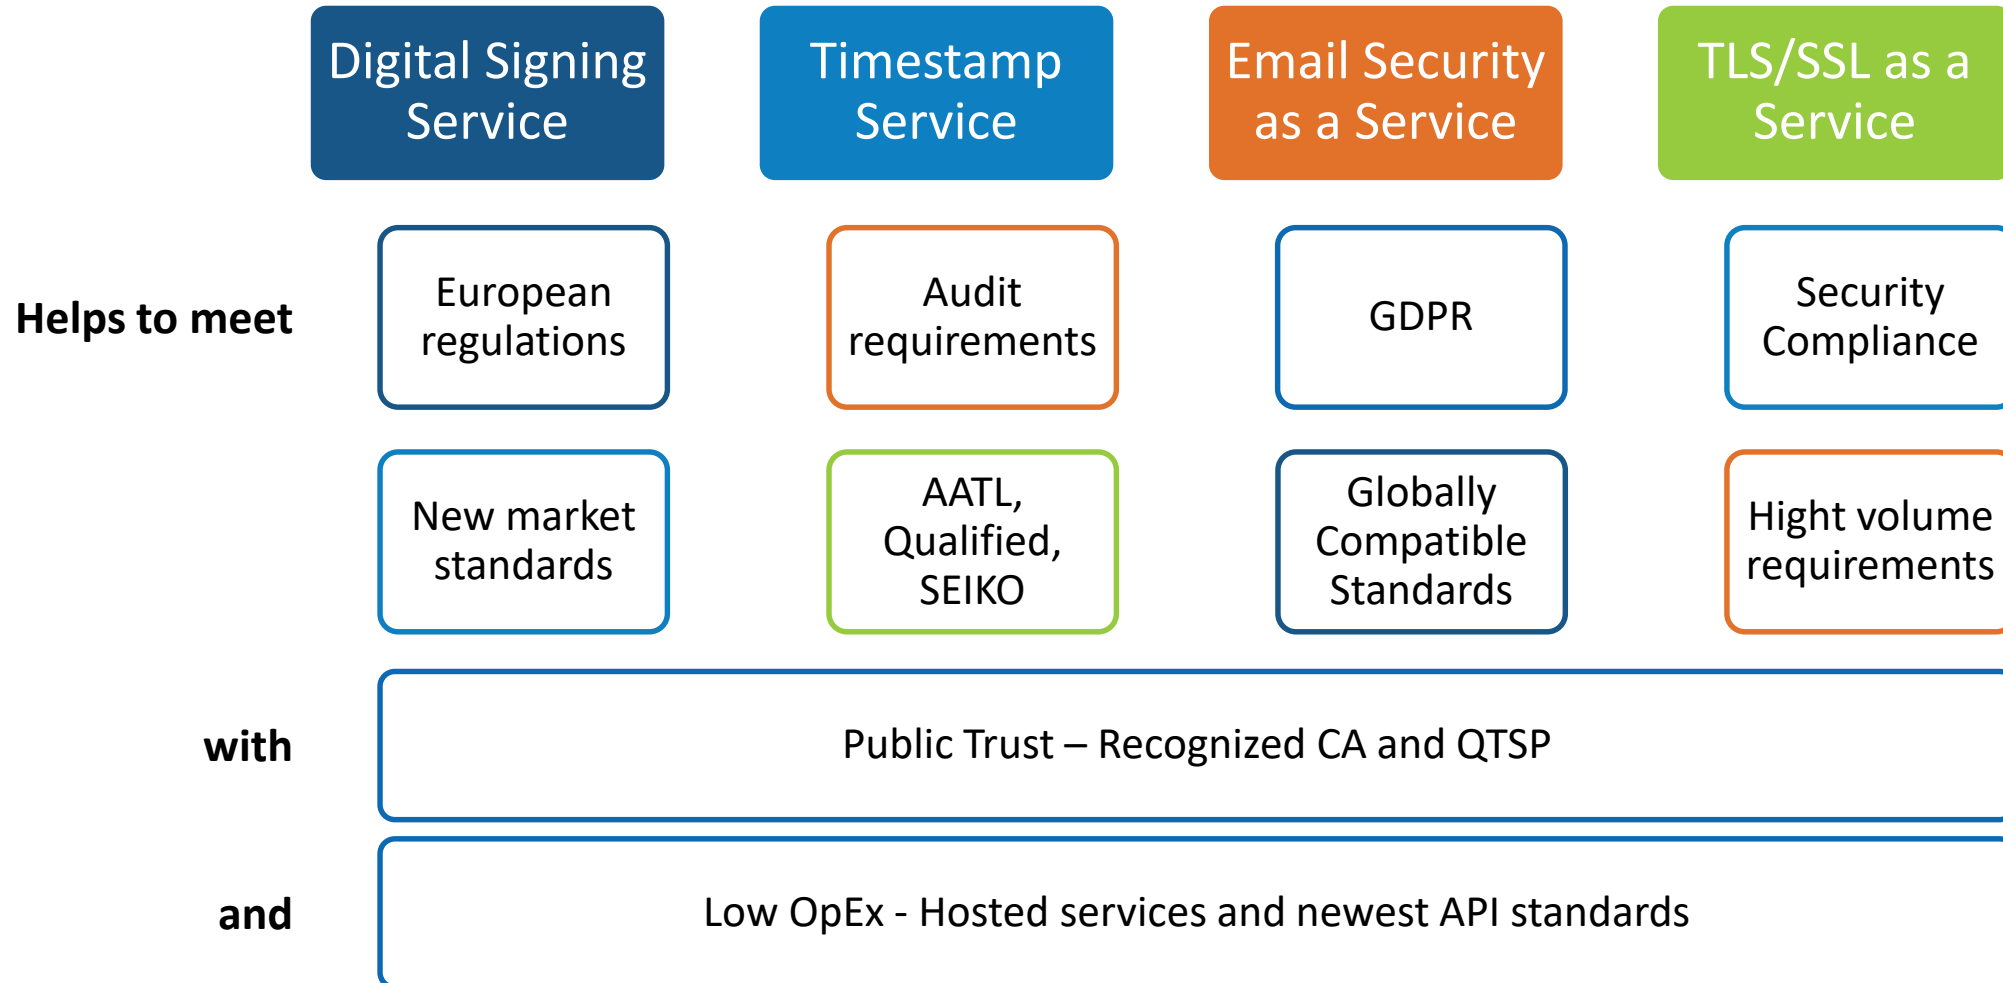 Digital Signing
Service
Timestamp
Service
Email Security
as a Service
TLS/SSL as a
Service
Helps to meet
European
regulations
Audit
requirements
GDPR
Security
Compliance
New market
standards
AATL,
Qualified,
SEIKO
Globally
Compatible
Standards
Hight volume
requirements
with
Public Trust – Recognized CA and QTSP
and
Low OpEx - Hosted services and newest API standards